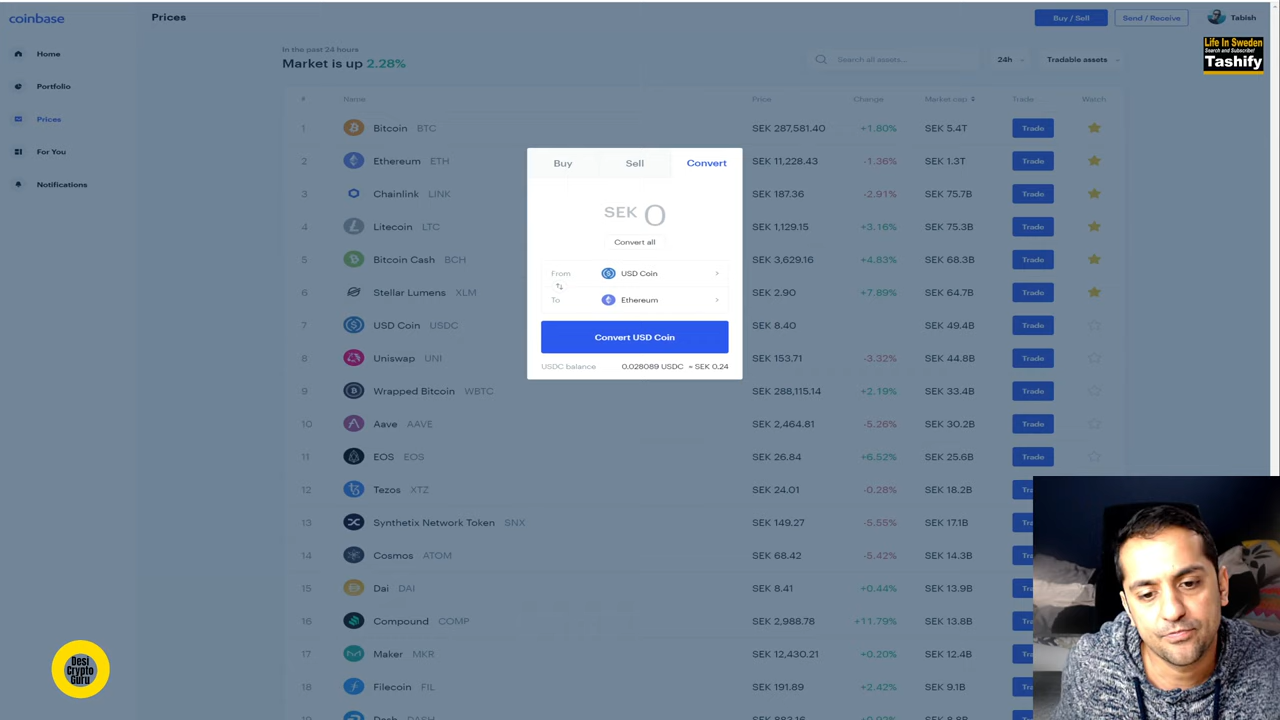 coinbase
Prices
Buy / Sell
Send / Receive
Tabish
Life In Sweden
Search and Subscribe!
Tashify
Home
Portfolio
Prices
For You
Notifications
In the past 24 hours
Market is up 2.28%
Search all assets...
24h
Tradable assets
# Name Price Change Market cap Trade Watch
1 Bitcoin BTC SEK 287,581.40 +1.80% SEK 5.4T Trade
2 Ethereum ETH SEK 11,228.43 -1.36% SEK 1.3T Trade
3 Chainlink LINK SEK 187.36 -2.91% SEK 75.7B Trade
4 Litecoin LTC SEK 1,129.15 +3.16% SEK 75.3B Trade
5 Bitcoin Cash BCH SEK 3,629.16 +4.83% SEK 68.3B Trade
6 Stellar Lumens XLM SEK 2.90 +7.89% SEK 64.7B Trade
7 USD Coin USDC SEK 8.40 SEK 49.4B Trade
8 Uniswap UNI SEK 153.71 -3.32% SEK 44.8B Trade
9 Wrapped Bitcoin WBTC SEK 288,115.14 +2.19% SEK 33.4B Trade
10 Aave AAVE SEK 2,464.81 -5.26% SEK 30.2B Trade
11 EOS EOS SEK 26.84 +6.52% SEK 25.6B Trade
12 Tezos XTZ SEK 24.01 -0.28% SEK 18.2B
13 Synthetix Network Token SNX SEK 149.27 -5.55% SEK 17.1B
14 Cosmos ATOM SEK 68.42 -5.42% SEK 14.3B
15 Dai DAI SEK 8.41 +0.44% SEK 13.9B
16 Compound COMP SEK 2,988.78 +11.79% SEK 13.8B
17 Maker MKR SEK 12,430.21 +0.20% SEK 12.4B
18 Filecoin FIL SEK 191.89 +2.42% SEK 9.1B
Buy Sell Convert
SEK 0
Convert all
From USD Coin
To Ethereum
Convert USD Coin
USDC balance 0.028089 USDC ≈ SEK 0.24
Desi
Crypto
Guru